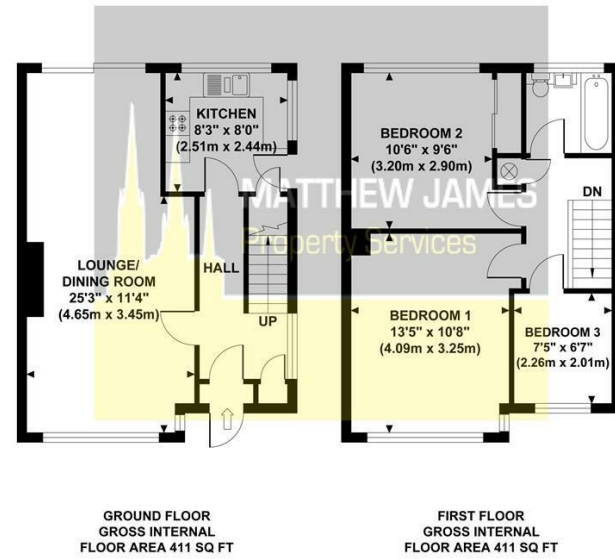 KITCHEN
8'3" x 8'0"
(2.51m x 2.44m)
LOUNGE/
DINING ROOM
25'3" x 11'4"
(4.65m x 3.45m)
HALL
UP
BEDROOM 2
10'6" x 9'6"
(3.20m x 2.90m)
MATTHEW JAMES
Property Services
DN
BEDROOM 1
13'5" x 10'8"
(4.09m x 3.25m)
BEDROOM 3
7'5" x 6'7"
(2.26m x 2.01m)
GROUND FLOOR
GROSS INTERNAL
FLOOR AREA 411 SQ FT
FIRST FLOOR
GROSS INTERNAL
FLOOR AREA 411 SQ FT